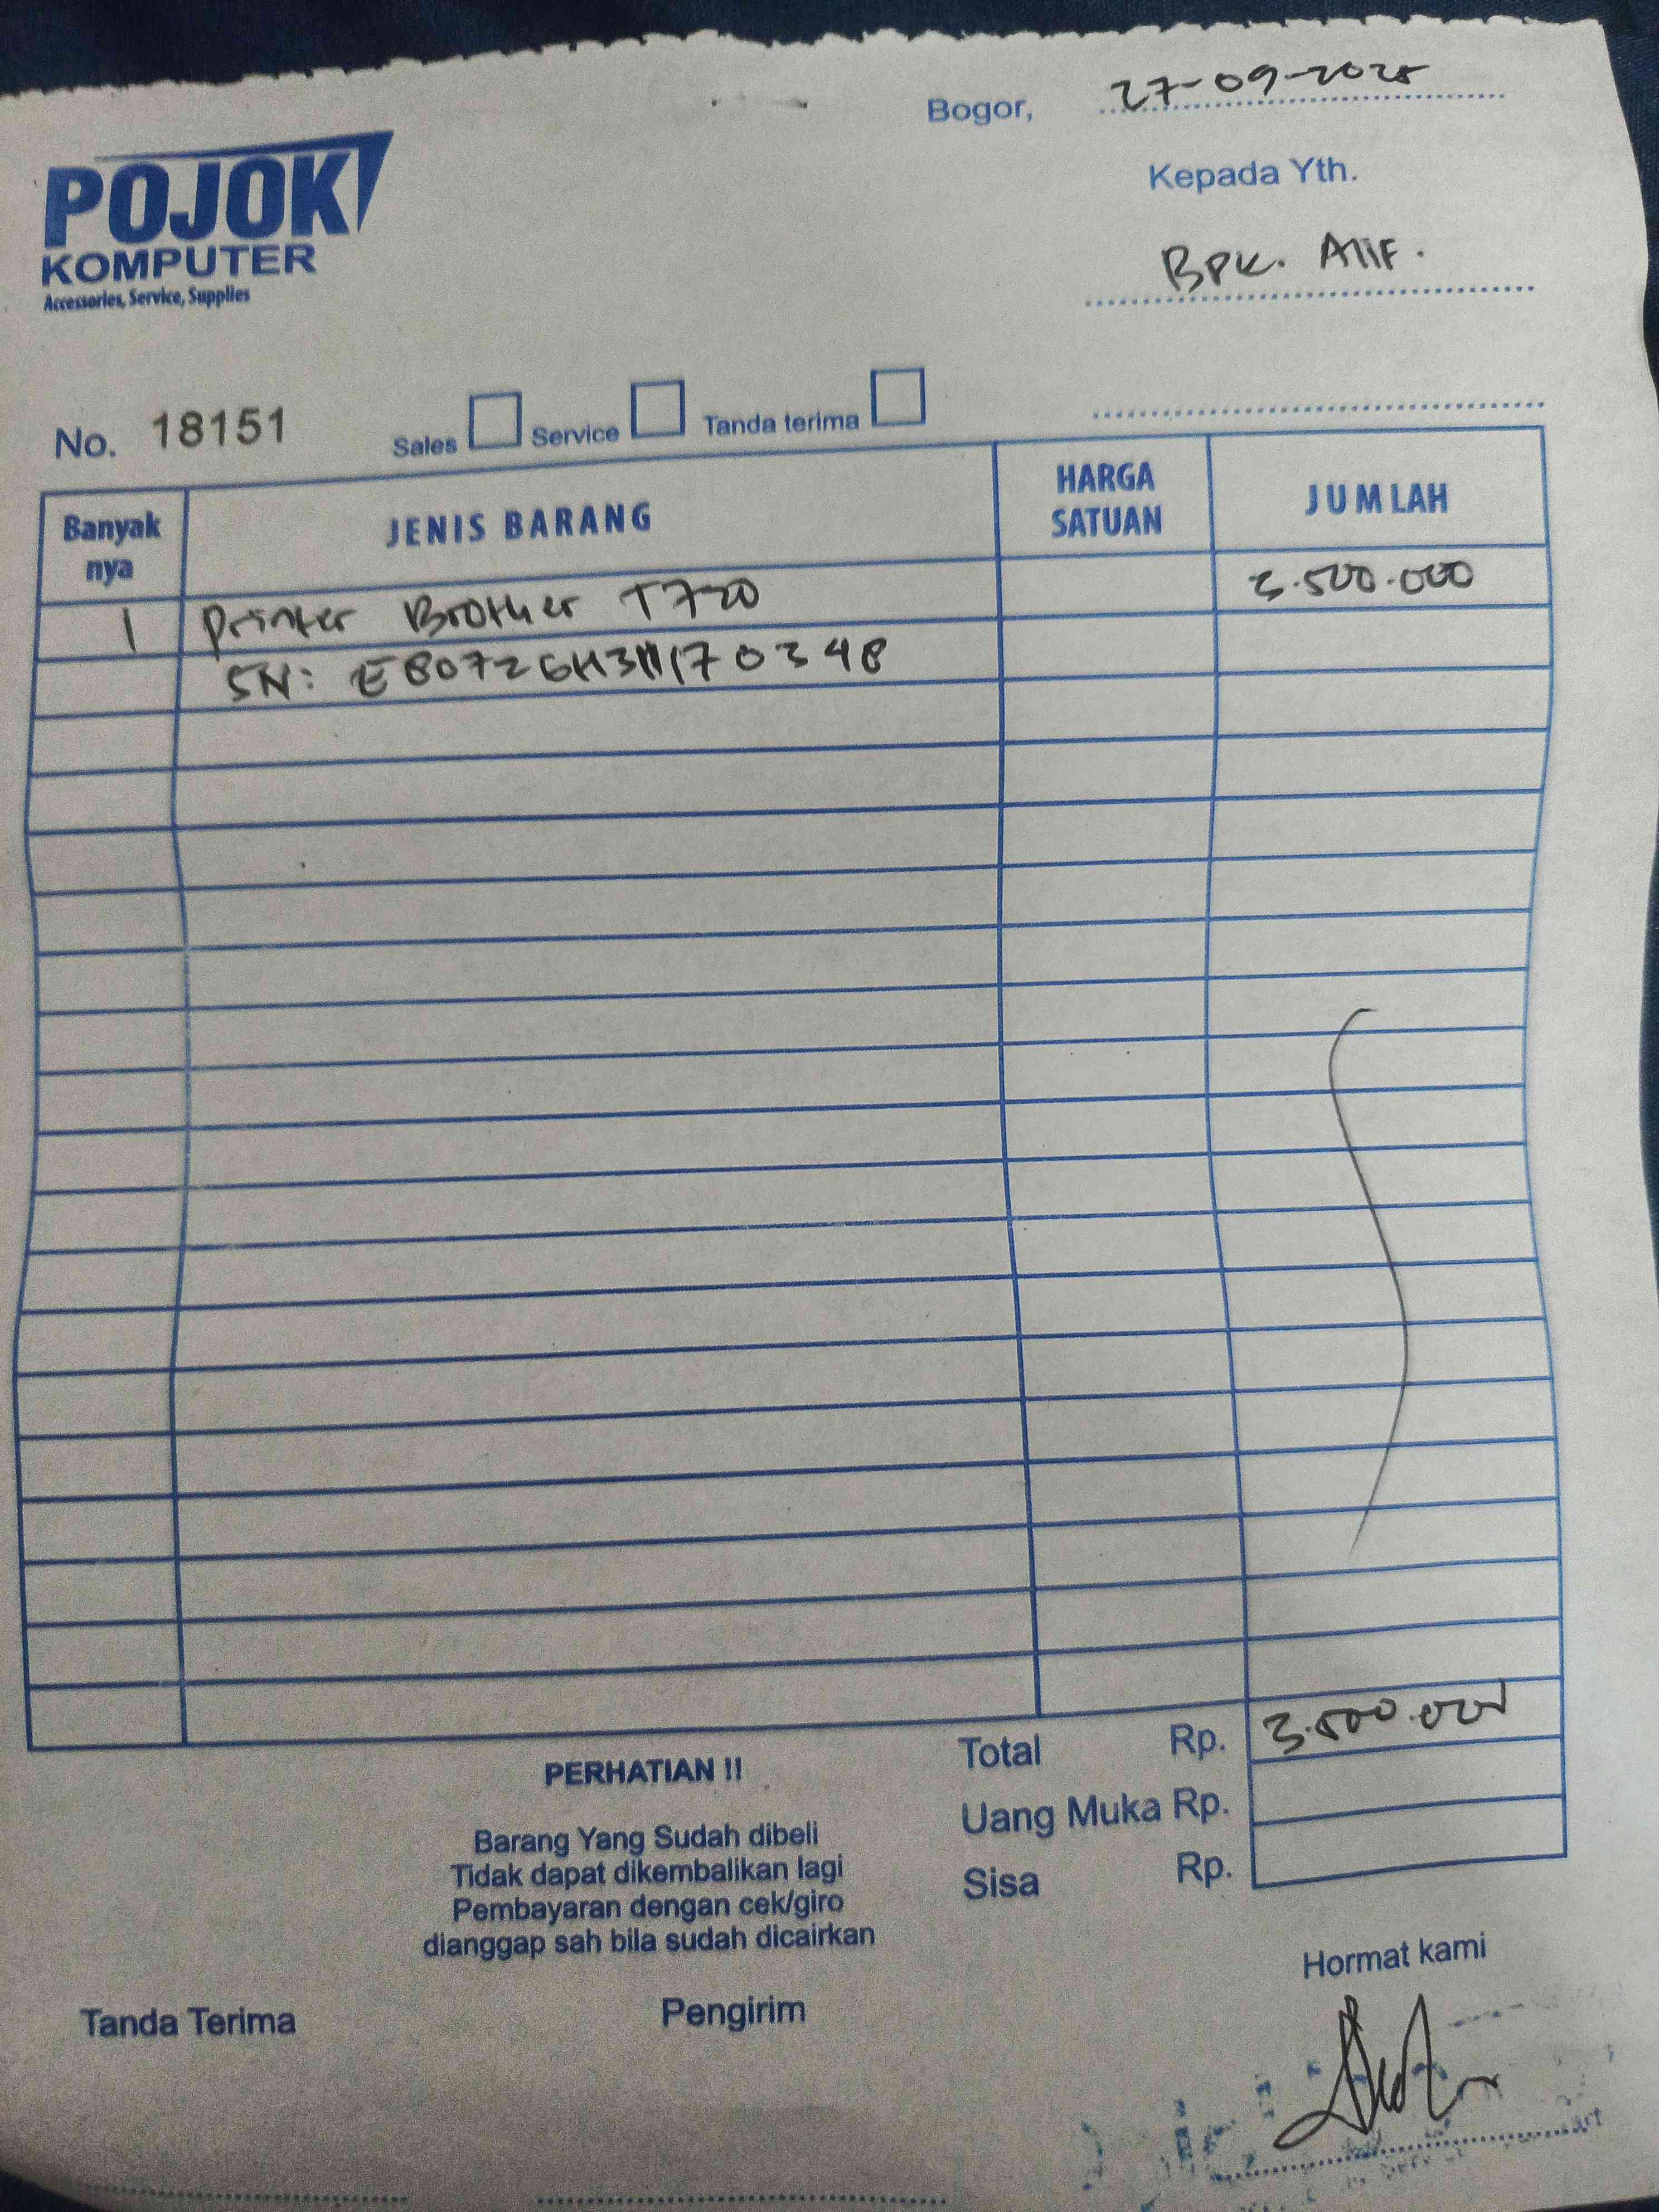 Bogor, 27-09-2025
Kepada Yth.
Bpk. Alif.
POJOK
KOMPUTER
Accessories, Service, Supplies
No. 18151 Sales Service Tanda terima
Banyak nya JENIS BARANG HARGA SATUAN JUMLAH
1 Printer Brother T720 3.500.000
SN:
Total Rp. 3.500.000
Uang Muka Rp.
Sisa Rp.
PERHATIAN !!
Barang Yang Sudah dibeli
Tidak dapat dikembalikan lagi
Pembayaran dengan cek/giro
dianggap sah bila sudah dicairkan
Tanda Terima Pengirim Hormat kami